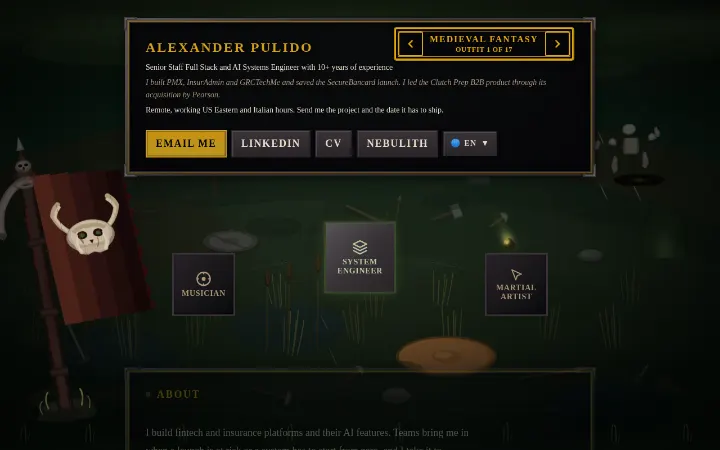 ALEXANDER PULIDO
MEDIEVAL FANTASY
OUTFIT 1 OF 17
Senior Staff Full Stack and AI Systems Engineer with 10+ years of experience
I built PMX, InsurAdmin and GRCTechMe and saved the SecureBancard launch. I led the Clutch Prep B2B product through its
acquisition by Pearson.
Remote, working US Eastern and Italian hours. Send me the project and the date it has to ship.
EMAIL ME
LINKEDIN
CV
NEBULITH
EN
SYSTEM
ENGINEER
MUSICIAN
MARTIAL
ARTIST
ABOUT
I build fintech and insurance platforms and their AI features. Teams bring me in